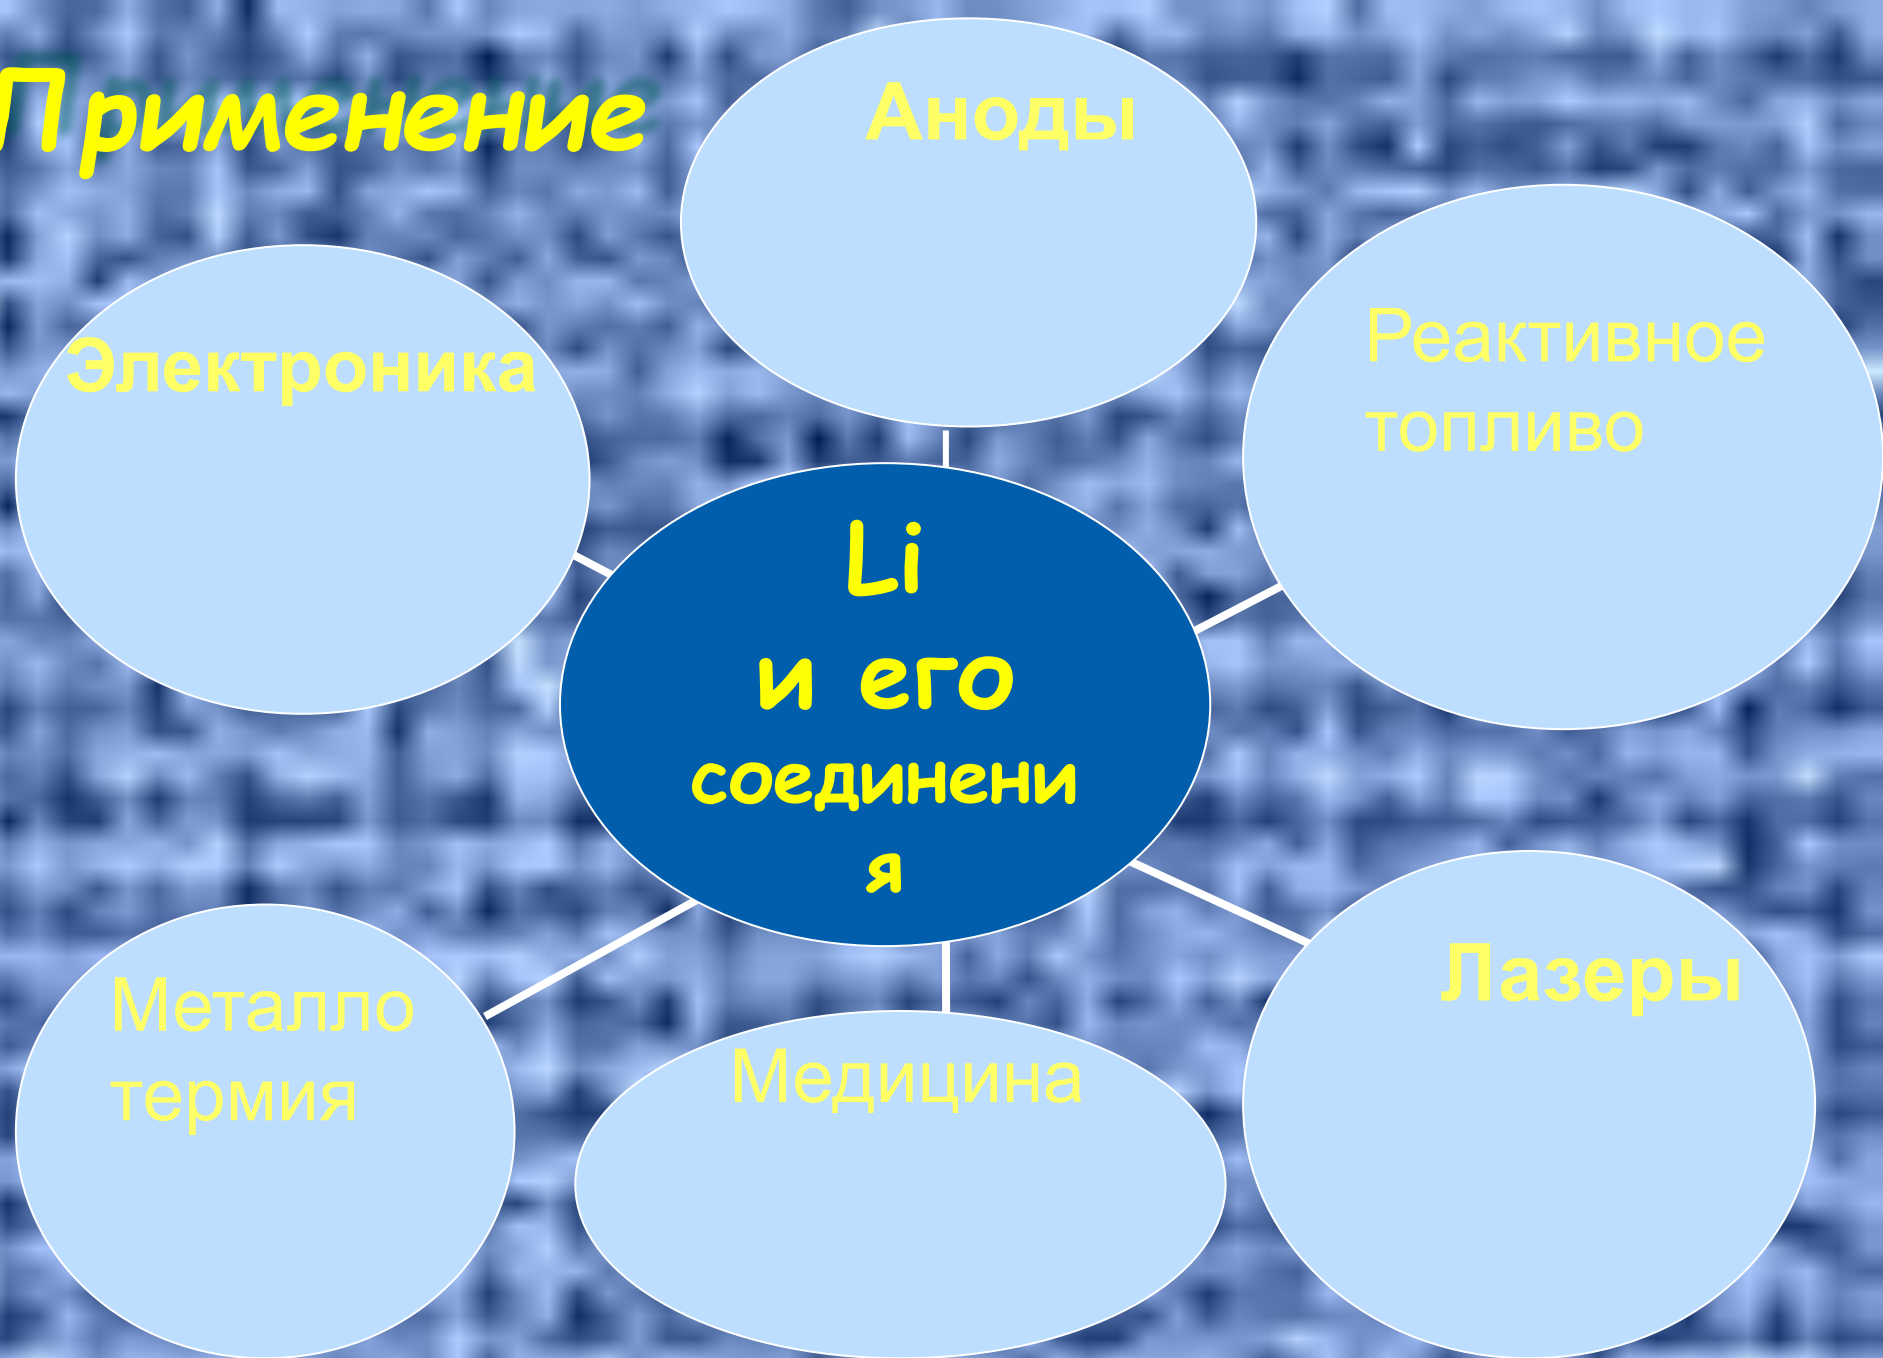 Применение
Аноды
Реактивное
топливо
Электроника
Li
и его
соединени
я
Лазеры
Металло
термия
Медицина